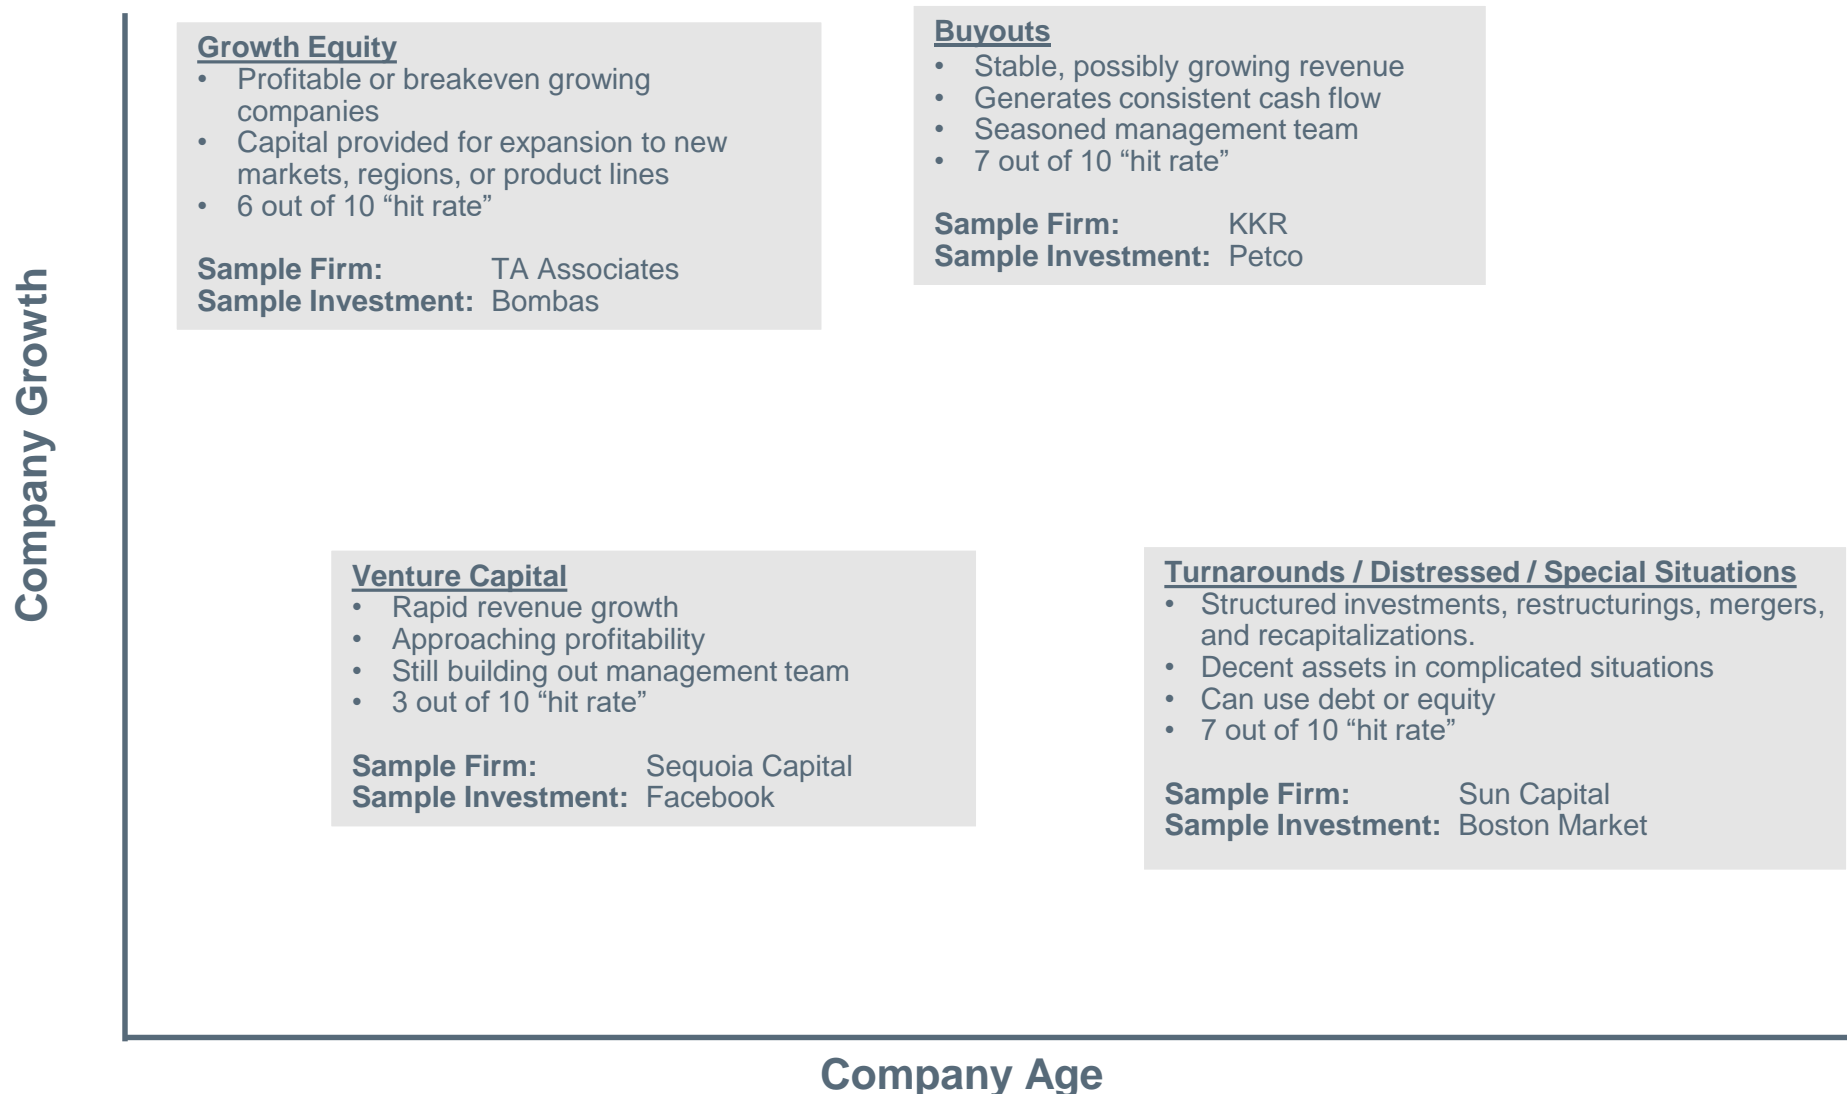 Company Growth
Growth Equity
• Profitable or breakeven growing
companies
• Capital provided for expansion to new
markets, regions, or product lines
• 6 out of 10 “hit rate”
Sample Firm: TA Associates
Sample Investment: Bombas
Buyouts
• Stable, possibly growing revenue
• Generates consistent cash flow
• Seasoned management team
• 7 out of 10 “hit rate”
Sample Firm: KKR
Sample Investment: Petco
Venture Capital
• Rapid revenue growth
• Approaching profitability
• Still building out management team
• 3 out of 10 “hit rate”
Sample Firm: Sequoia Capital
Sample Investment: Facebook
Turnarounds / Distressed / Special Situations
• Structured investments, restructurings, mergers,
and recapitalizations.
• Decent assets in complicated situations
• Can use debt or equity
• 7 out of 10 “hit rate”
Sample Firm: Sun Capital
Sample Investment: Boston Market
Company Age